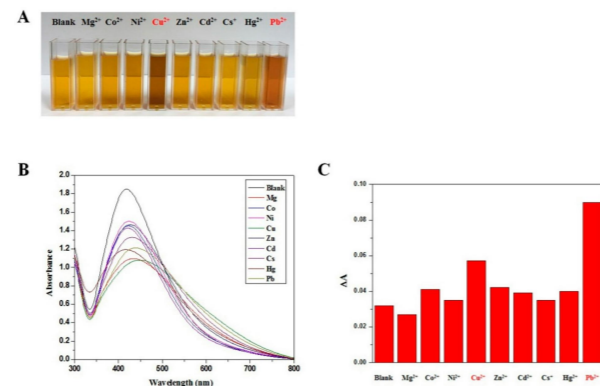 A
Blank Mg²⁺ Co²⁺ Ni²⁺ Cu²⁺ Zn²⁺ Cd²⁺ Cs⁺ Hg²⁺ Pb²⁺
B
2.0
1.8
1.6
1.4
1.2
1.0
0.8
0.6
0.4
0.2
0.0
Absorbance
300 400 500 600 700 800
Wavelength (nm)
Blank
Mg
Co
Ni
Cu
Zn
Cd
Cs
Hg
Pb
C
0.10
0.08
0.06
0.04
0.02
0.00
ΔA
Blank Mg²⁺ Co²⁺ Ni²⁺ Cu²⁺ Zn²⁺ Cd²⁺ Cs⁺ Hg²⁺ Pb²⁺